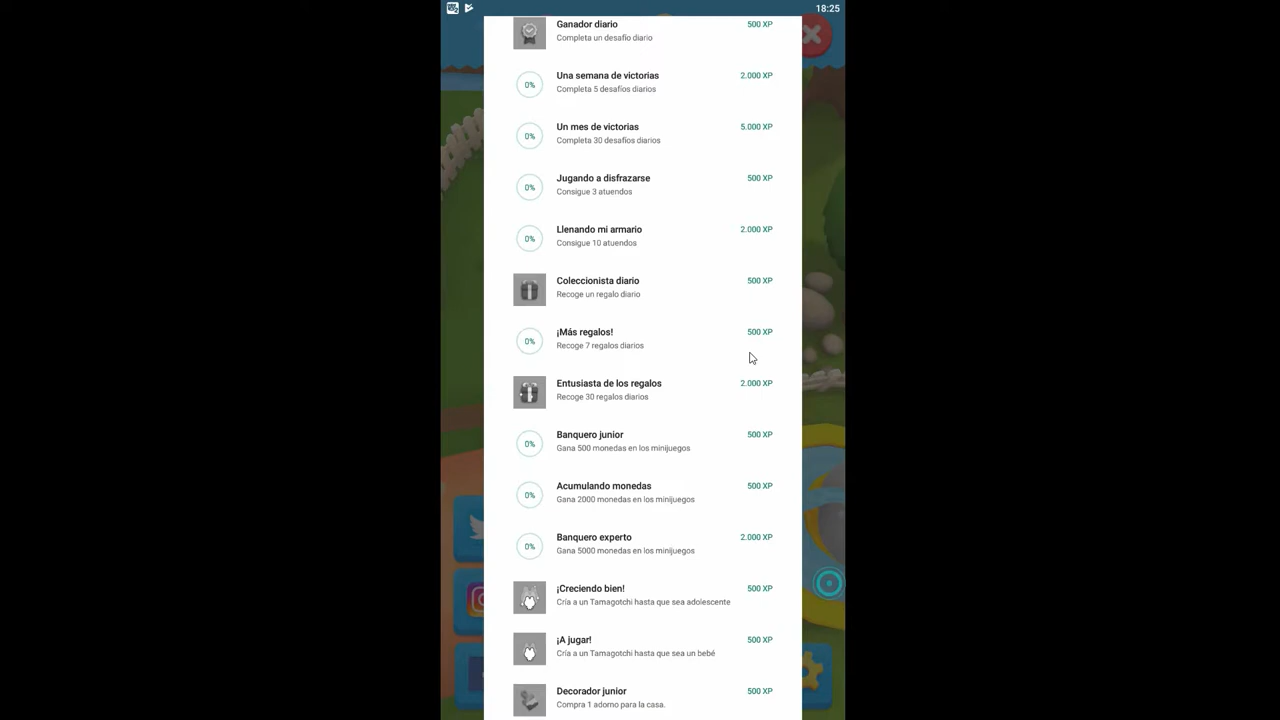 18:25
Ganador diario 500 XP
Completa un desafío diario
0% Una semana de victorias 2.000 XP
Completa 5 desafíos diarios
0% Un mes de victorias 5.000 XP
Completa 30 desafíos diarios
0% Jugando a disfrazarse 500 XP
Consigue 3 atuendos
0% Llenando mi armario 2.000 XP
Consigue 10 atuendos
Coleccionista diario 500 XP
Recoge un regalo diario
0% ¡Más regalos! 500 XP
Recoge 7 regalos diarios
Entusiasta de los regalos 2.000 XP
Recoge 30 regalos diarios
0% Banquero junior 500 XP
Gana 500 monedas en los minijuegos
0% Acumulando monedas 500 XP
Gana 2000 monedas en los minijuegos
0% Banquero experto 2.000 XP
Gana 5000 monedas en los minijuegos
¡Creciendo bien! 500 XP
Cría a un Tamagotchi hasta que sea adolescente
¡A jugar! 500 XP
Cría a un Tamagotchi hasta que sea un bebé
Decorador junior 500 XP
Compra 1 adorno para la casa.